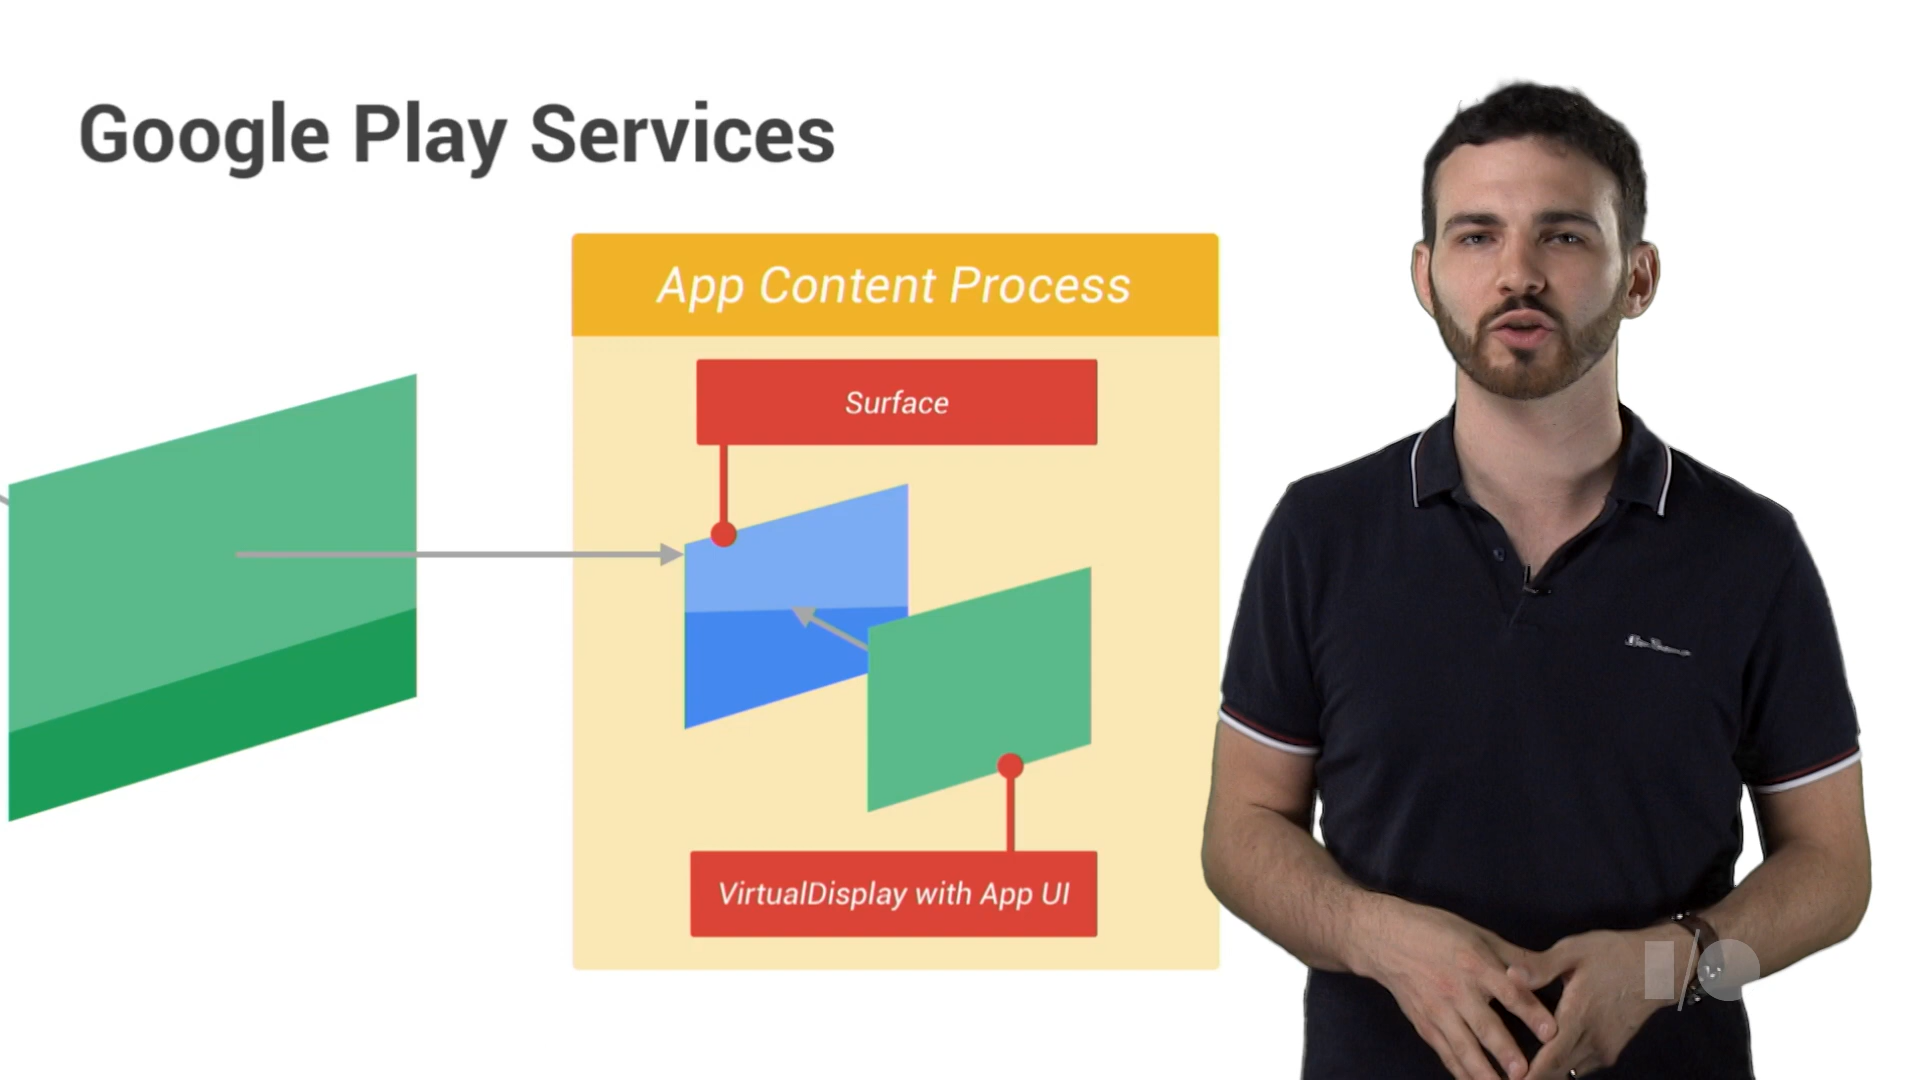 Google Play Services
App Content Process
Surface
VirtualDisplay with App UI
I/O